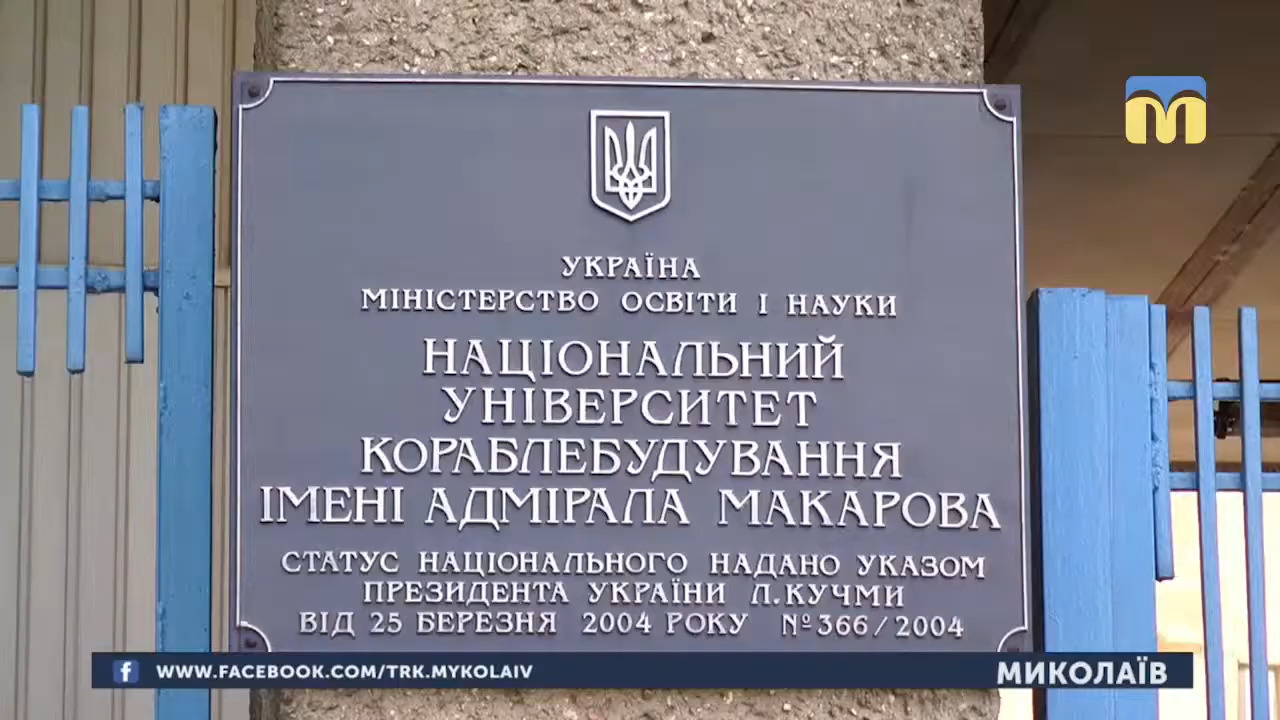 УКРАЇНА
МІНІСТЕРСТВО ОСВІТИ І НАУКИ
НАЦІОНАЛЬНИЙ
УНІВЕРСИТЕТ
КОРАБЛЕБУДУВАННЯ
ІМЕНІ АДМІРАЛА МАКАРОВА
СТАТУС НАЦІОНАЛЬНОГО НАДАНО УКАЗОМ
ПРЕЗИДЕНТА УКРАЇНИ Л.КУЧМИ
ВІД 25 БЕРЕЗНЯ 2004 РОКУ №366/2004
WWW.FACEBOOK.COM/TRK.MYKOLAIV
МИКОЛАЇВ